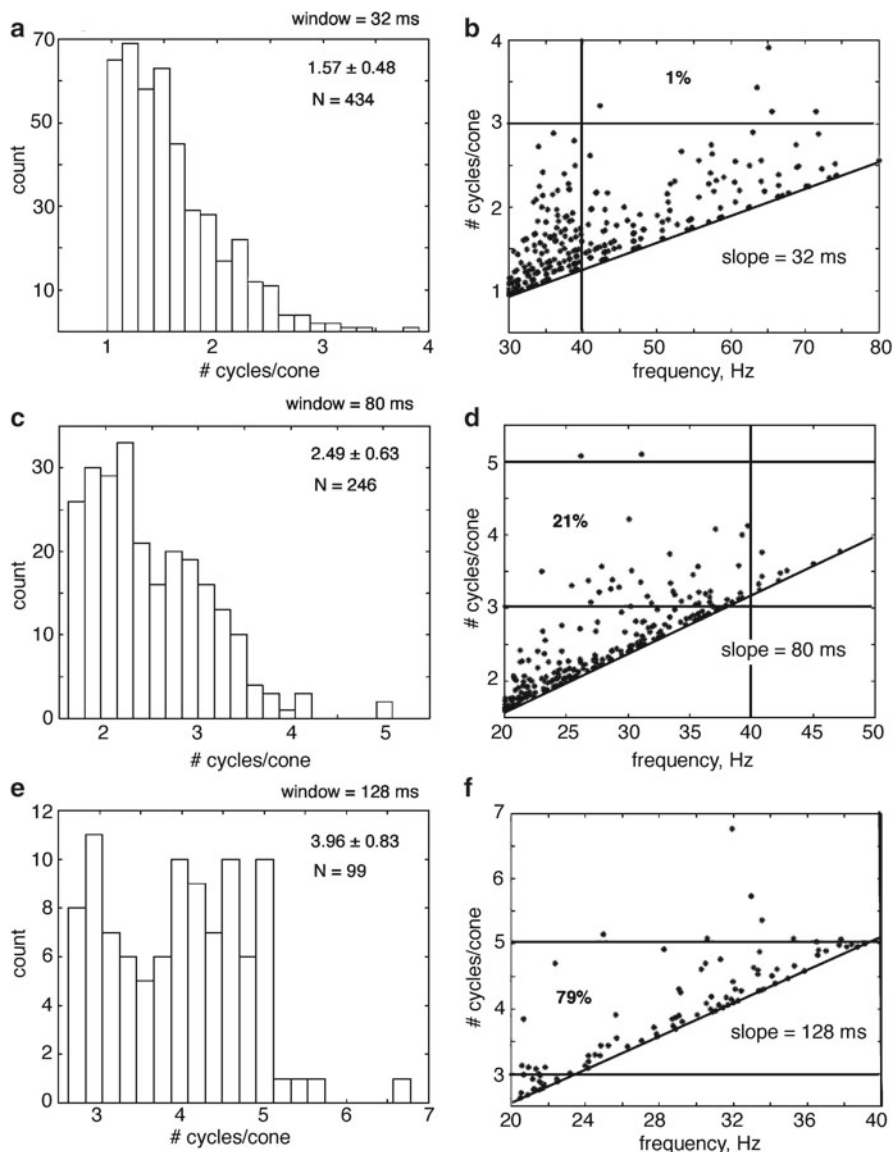 a
window = 32 ms
1.57 ± 0.48
N = 434
70
50
30
10
count
1 2 3 4
# cycles/cone
b
1%
slope = 32 ms
4
3
2
1
# cycles/cone
30 40 50 60 70 80
frequency, Hz
c
window = 80 ms
2.49 ± 0.63
N = 246
30
20
10
0
count
2 3 4 5
# cycles/cone
d
21%
slope = 80 ms
5
4
3
2
# cycles/cone
20 25 30 35 40 45 50
frequency, Hz
e
window = 128 ms
3.96 ± 0.83
N = 99
12
10
8
6
4
2
0
count
3 4 5 6 7
# cycles/cone
f
79%
slope = 128 ms
7
6
5
4
3
# cycles/cone
20 24 28 32 36 40
frequency, Hz